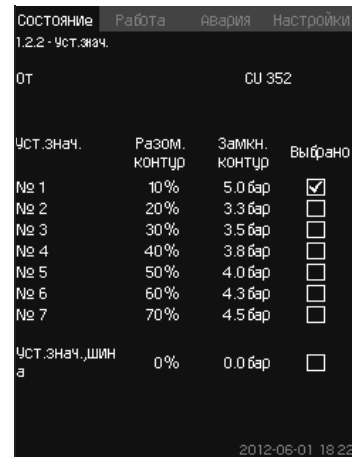 Состояние Работа Авария Настройки
1.2.2 - Уст.знач.
От CU 352
Уст.знач. Разом. контур Замкн. контур Выбрано
№ 1 10% 5.0 бар
№ 2 20% 3.3 бар
№ 3 30% 3.5 бар
№ 4 40% 3.8 бар
№ 5 50% 4.0 бар
№ 6 60% 4.3 бар
№ 7 70% 4.5 бар
Уст.знач.,шин
а 0% 0.0 бар
2012-06-01 18:22